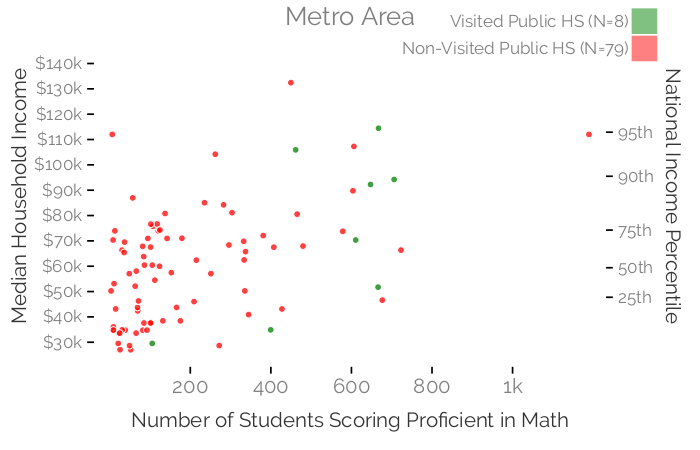 Metro Area
Visited Public HS (N=8)
Non-Visited Public HS (N=79)
Median Household Income
$140k
$130k
$120k
$110k
$100k
$90k
$80k
$70k
$60k
$50k
$40k
$30k
National Income Percentile
95th
90th
75th
50th
25th
200 400 600 800 1k
Number of Students Scoring Proficient in Math